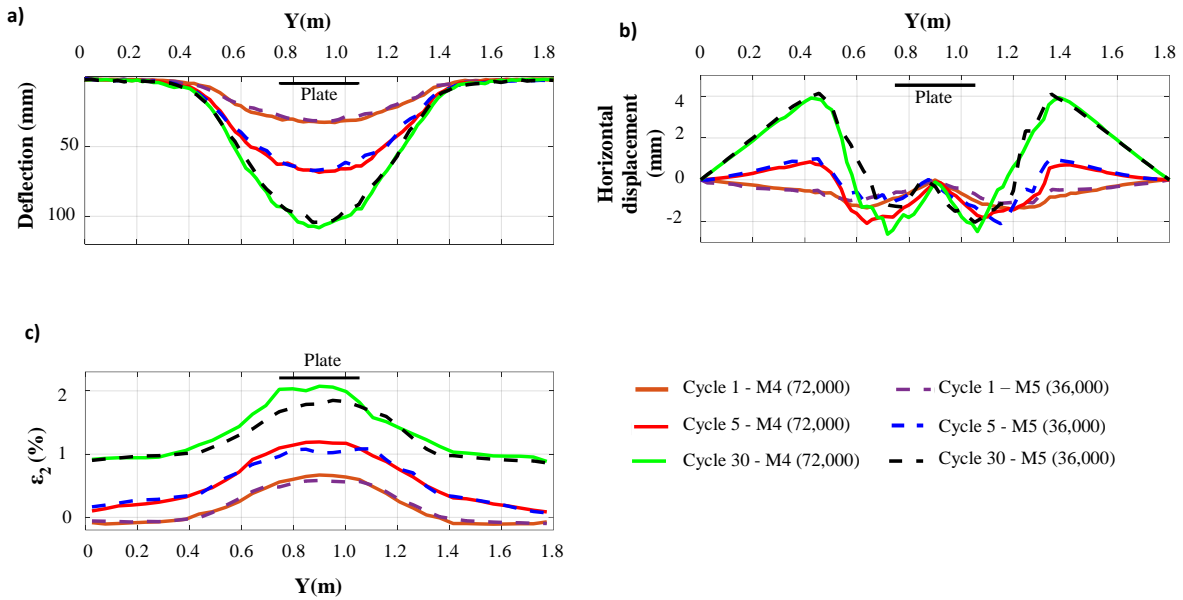 a)
Y(m)
0 0.2 0.4 0.6 0.8 1.0 1.2 1.4 1.6 1.8
Deflection (mm)
50
100
Plate
b)
Y(m)
0 0.2 0.4 0.6 0.8 1.0 1.2 1.4 1.6 1.8
Horizontal
displacement
(mm)
4
2
0
-2
Plate
c)
Plate
ε₂ (%)
2
1
0
0 0.2 0.4 0.6 0.8 1.0 1.2 1.4 1.6 1.8
Y(m)
Cycle 1 - M4 (72,000)
Cycle 1 – M5 (36,000)
Cycle 5 - M4 (72,000)
Cycle 5 - M5 (36,000)
Cycle 30 - M4 (72,000)
Cycle 30 - M5 (36,000)